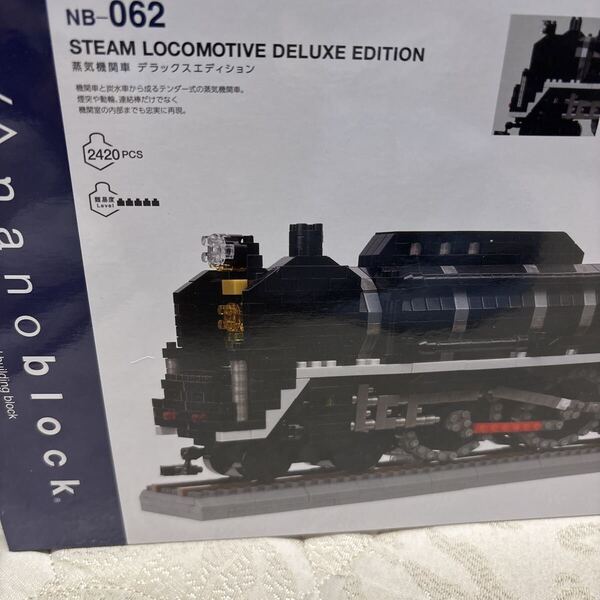 NB-062
STEAM LOCOMOTIVE DELUXE EDITION
蒸気機関車 デラックスエディション
機関車と炭水車から成るテンダー式の蒸気機関車。
煙突や動輪、連結棒だけでなく、
機関室の内部までも忠実に再現。
2420PCS
難易度
Level
nanoblock®
building block